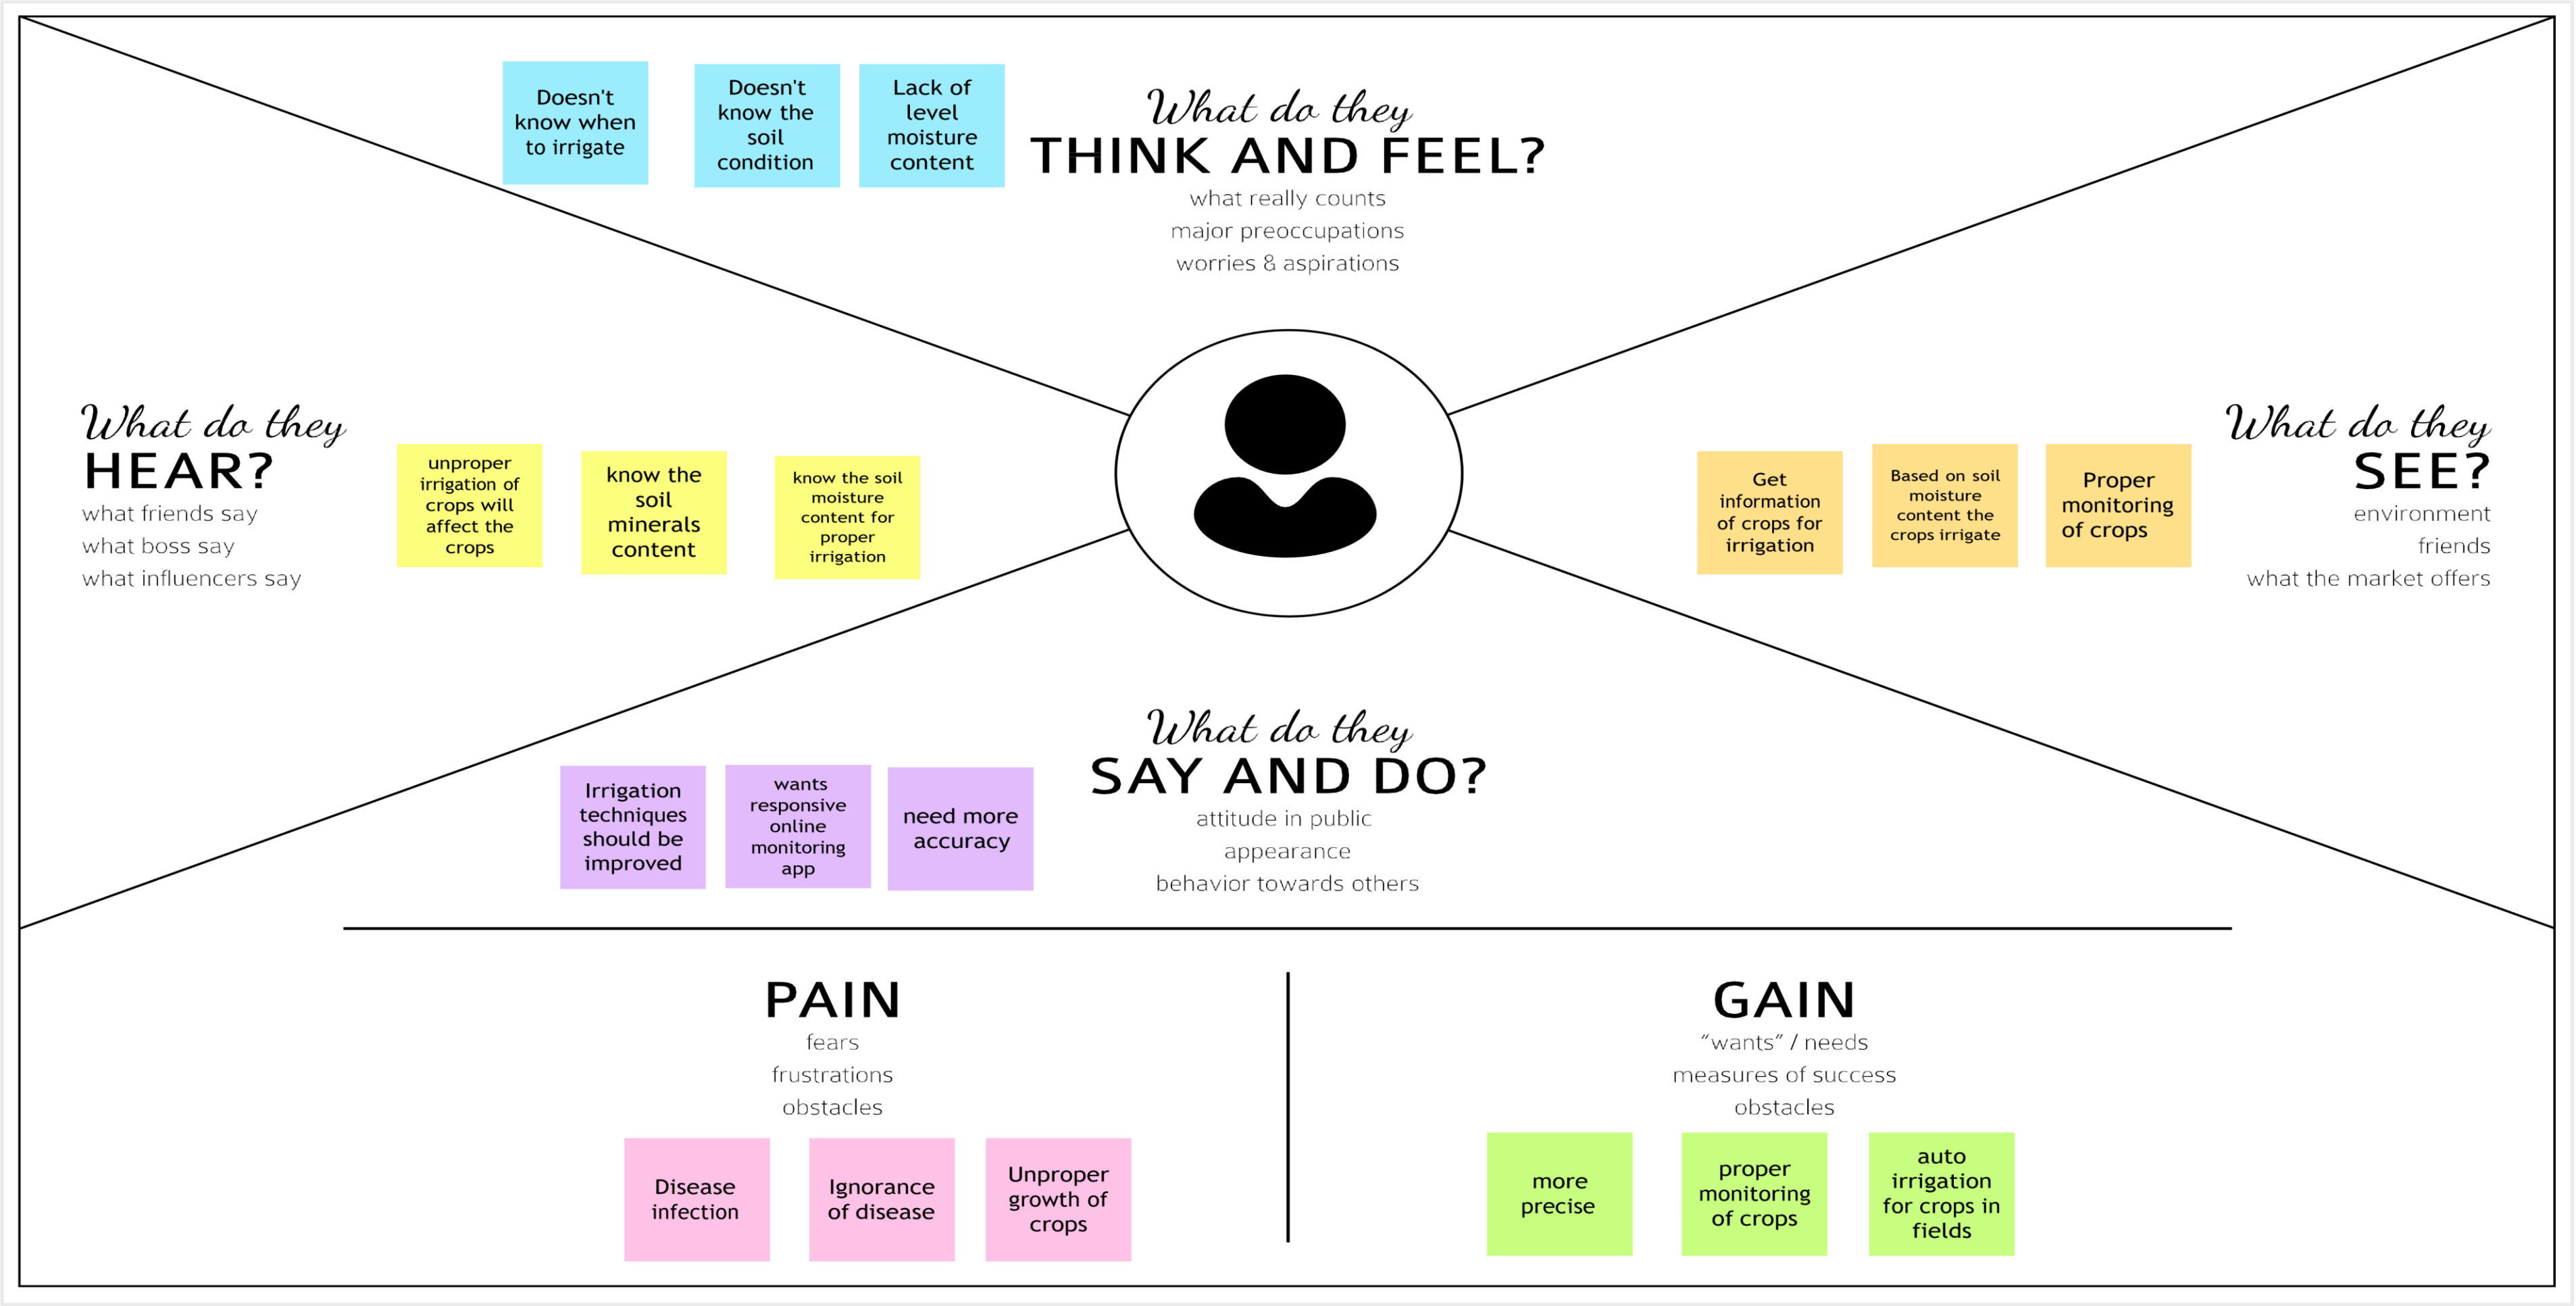 Doesn't
know when
to irrigate
Doesn't
know the
soil
condition
Lack of
level
moisture
content
What do they
THINK AND FEEL?
what really counts
major preoccupations
worries & aspirations
What do they
HEAR?
what friends say
what boss say
what influencers say
unproper
irrigation of
crops will
affect the
crops
know the
soil
minerals
content
know the soil
moisture
content for
proper
irrigation
Get
information
of crops for
irrigation
Based on soil
moisture
content the
crops irrigate
Proper
monitoring
of crops
What do they
SEE?
environment
friends
what the market offers
What do they
SAY AND DO?
attitude in public
appearance
behavior towards others
Irrigation
techniques
should be
improved
wants
responsive
online
monitoring
app
need more
accuracy
PAIN
fears
frustrations
obstacles
Disease
infection
Ignorance
of disease
Unproper
growth of
crops
GAIN
“wants” / needs
measures of success
obstacles
more
precise
proper
monitoring
of crops
auto
irrigation
for crops in
fields